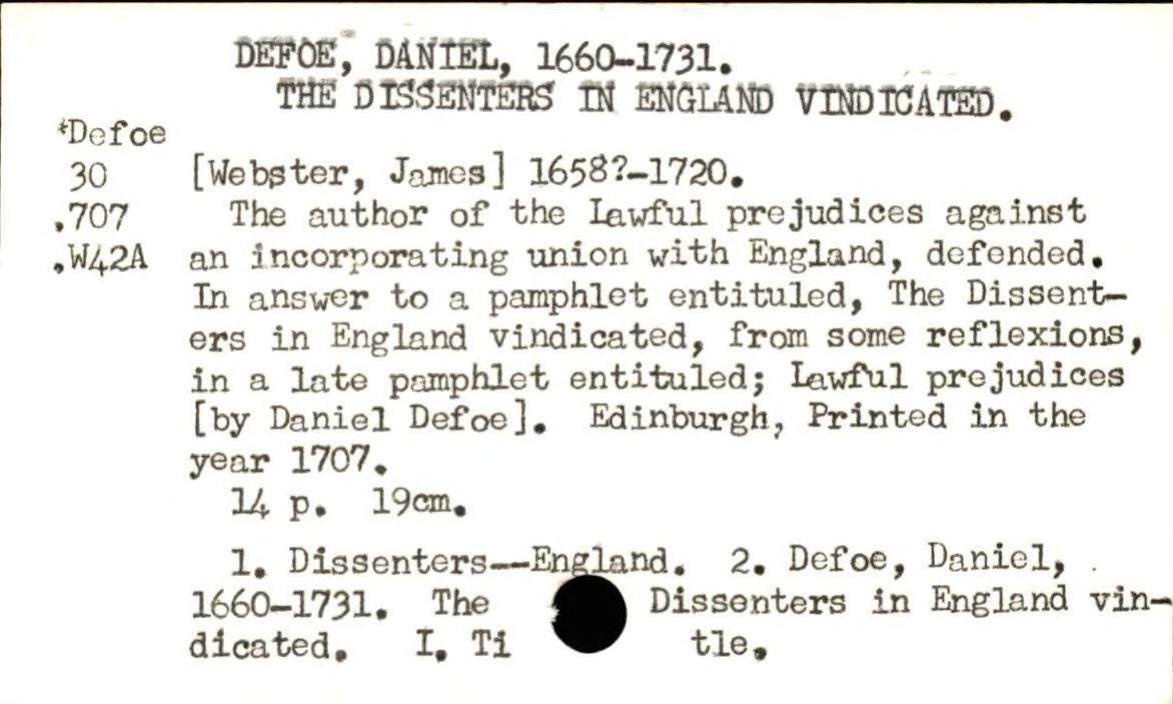 DEFOE, DANIEL, 1660-1731.
THE DISSENTERS IN ENGLAND VINDICATED.
*Defoe
30 [Webster, James] 1658?-1720.
.707 The author of the Lawful prejudices against
.W42A an incorporating union with England, defended.
In answer to a pamphlet entituled, The Dissent-
ers in England vindicated, from some reflexions,
in a late pamphlet entituled; Lawful prejudices
[by Daniel Defoe]. Edinburgh, Printed in the
year 1707.
14 p. 19cm.
1. Dissenters--England. 2. Defoe, Daniel,
1660-1731. The Dissenters in England vin-
dicated. I. Ti tle.